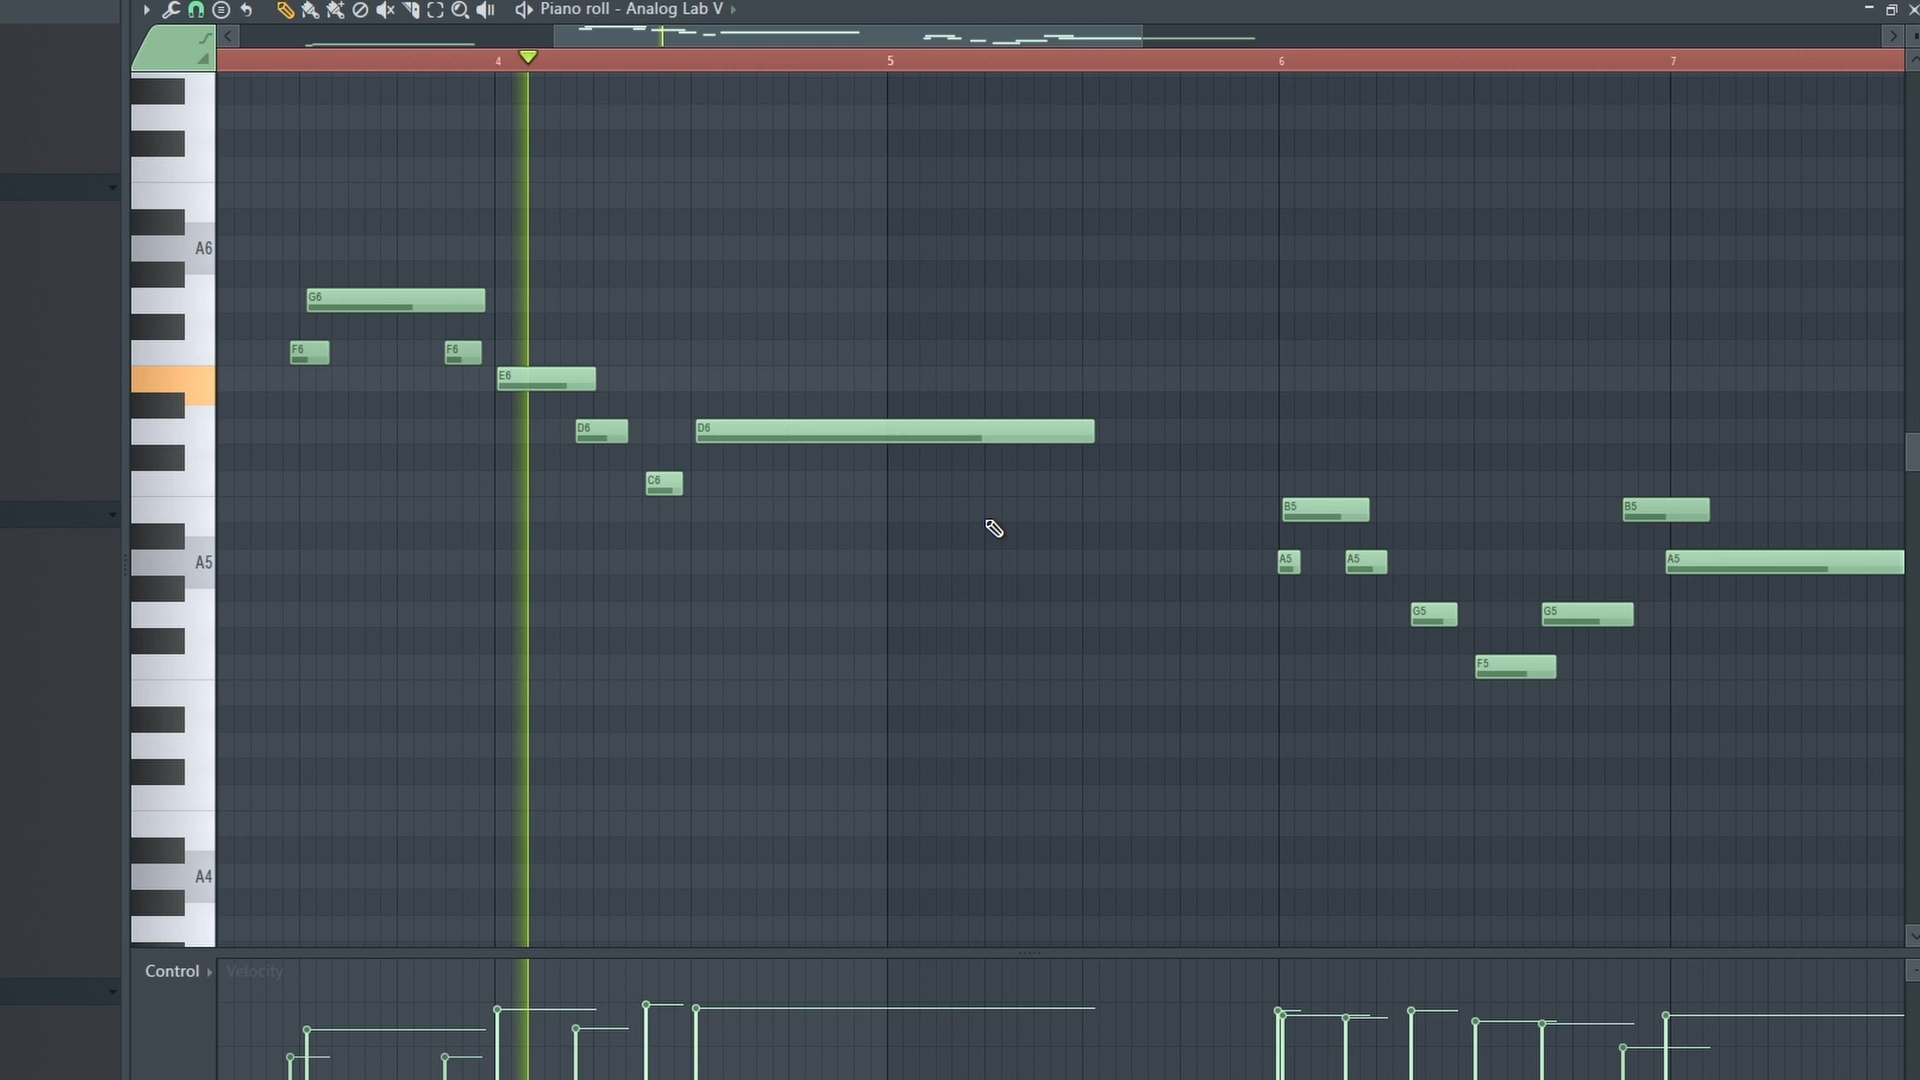 Piano roll - Analog Lab V
4 5 6 7
A6
G6
F6 F6
E6
D6 D6
C6
B5 B5
A5 A5 A5 A5
G5 G5
F5
A4
Control Velocity